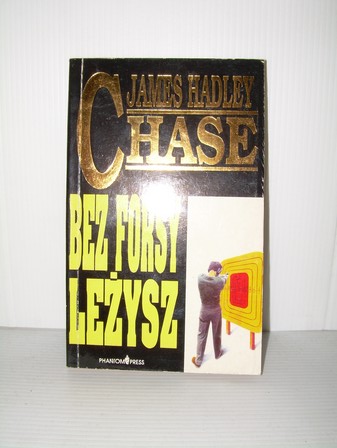 JAMES HADLEY
CHASE
BEZ FORSY
LEŻYSZ
PHANTOM PRESS